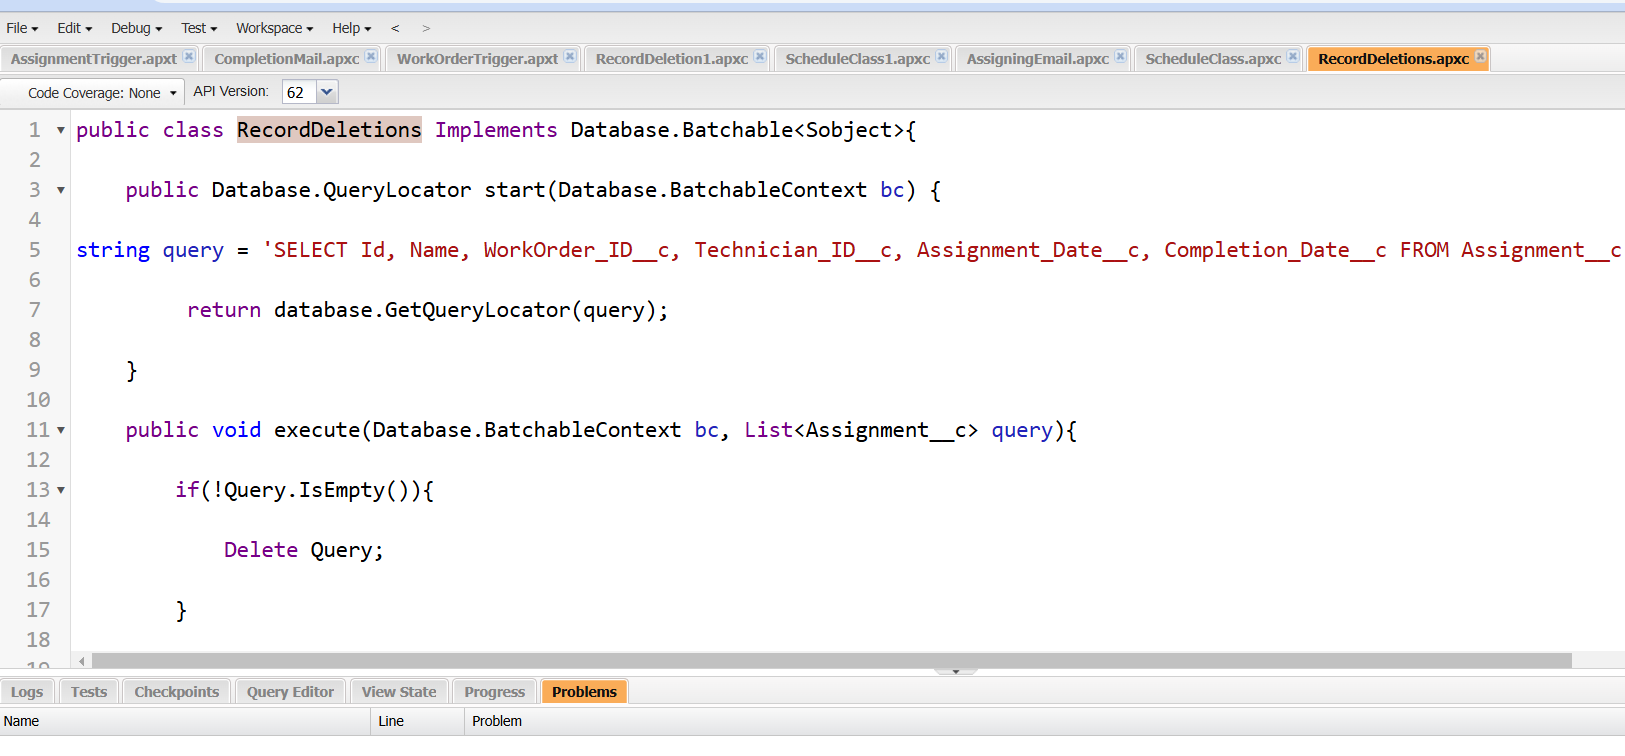 File Edit Debug Test Workspace Help < >
AssignmentTrigger.apxt CompletionMail.apxc WorkOrderTrigger.apxt RecordDeletion1.apxc ScheduleClass1.apxc AssigningEmail.apxc ScheduleClass.apxc RecordDeletions.apxc
Code Coverage: None API Version: 62
1 public class RecordDeletions Implements Database.Batchable<Sobject>{
2
3 public Database.QueryLocator start(Database.BatchableContext bc) {
4
5 string query = 'SELECT Id, Name, WorkOrder_ID__c, Technician_ID__c, Assignment_Date__c, Completion_Date__c FROM Assignment__c
6
7 return database.GetQueryLocator(query);
8
9 }
10
11 public void execute(Database.BatchableContext bc, List<Assignment__c> query){
12
13 if(!Query.IsEmpty()){
14
15 Delete Query;
16
17 }
18
19
Logs Tests Checkpoints Query Editor View State Progress Problems
Name Line Problem